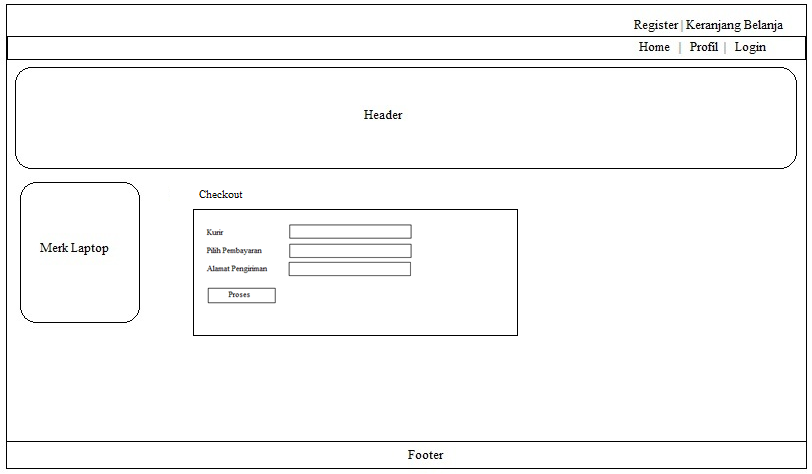 Register | Keranjang Belanja
Home | Profil | Login
Header
Merk Laptop
Checkout
Kurir
Pilih Pembayaran
Alamat Pengiriman
Proses
Footer